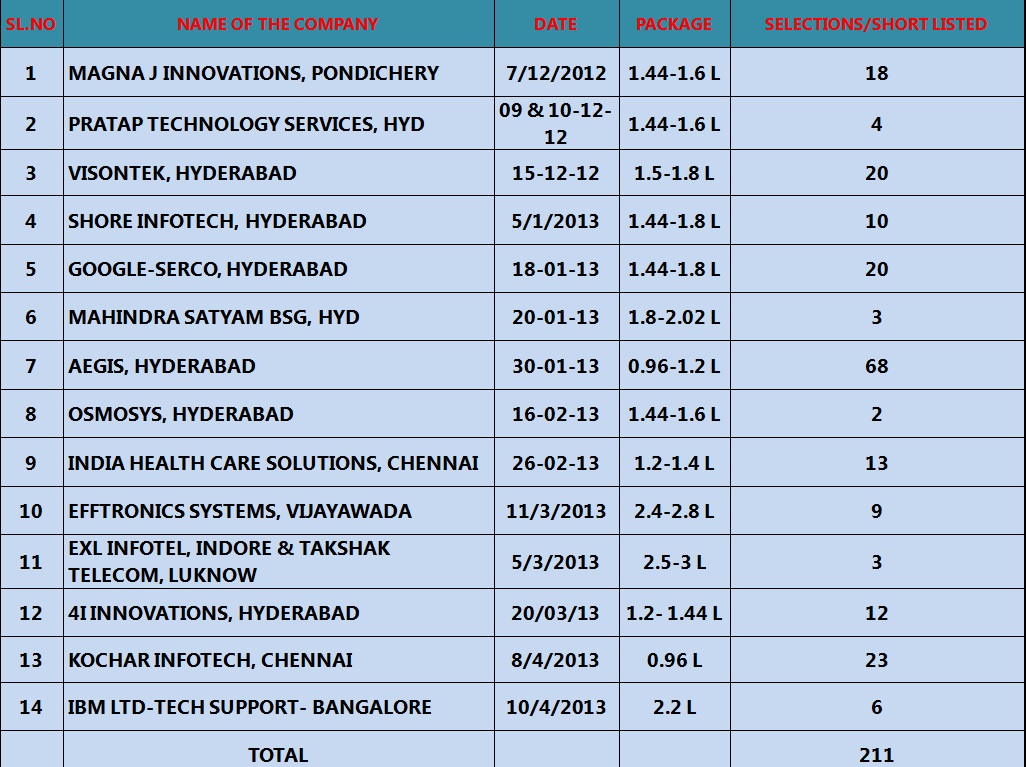 SL.NO NAME OF THE COMPANY DATE PACKAGE SELECTIONS/SHORT LISTED
1 MAGNA J INNOVATIONS, PONDICHERY 7/12/2012 1.44-1.6 L 18
2 PRATAP TECHNOLOGY SERVICES, HYD 09 & 10-12-
12 1.44-1.6 L 4
3 VISONTEK, HYDERABAD 15-12-12 1.5-1.8 L 20
4 SHORE INFOTECH, HYDERABAD 5/1/2013 1.44-1.8 L 10
5 GOOGLE-SERCO, HYDERABAD 18-01-13 1.44-1.8 L 20
6 MAHINDRA SATYAM BSG, HYD 20-01-13 1.8-2.02 L 3
7 AEGIS, HYDERABAD 30-01-13 0.96-1.2 L 68
8 OSMOSYS, HYDERABAD 16-02-13 1.44-1.6 L 2
9 INDIA HEALTH CARE SOLUTIONS, CHENNAI 26-02-13 1.2-1.4 L 13
10 EFFTRONICS SYSTEMS, VIJAYAWADA 11/3/2013 2.4-2.8 L 9
11 EXL INFOTEL, INDORE & TAKSHAK
TELECOM, LUKNOW 5/3/2013 2.5-3 L 3
12 4I INNOVATIONS, HYDERABAD 20/03/13 1.2- 1.44 L 12
13 KOCHAR INFOTECH, CHENNAI 8/4/2013 0.96 L 23
14 IBM LTD-TECH SUPPORT- BANGALORE 10/4/2013 2.2 L 6
TOTAL 211